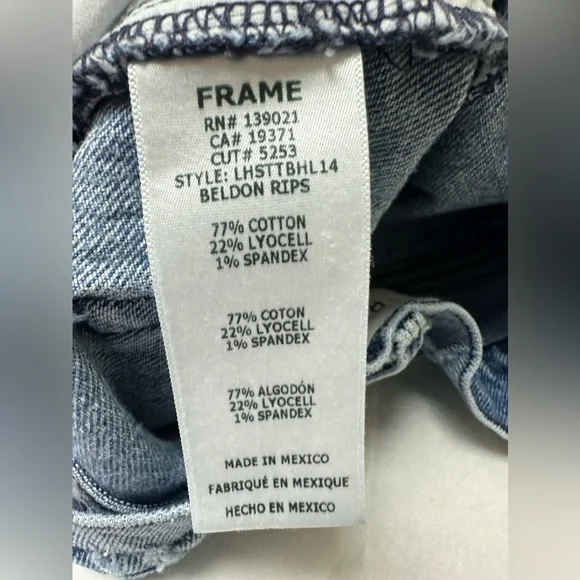 FRAME
RN# 139021
CA# 19371
CUT# 5253
STYLE: LHSTTBHL14
BELDON RIPS
77% COTTON
22% LYOCELL
1% SPANDEX
77% COTON
22% LYOCELL
1% SPANDEX
77% ALGODÓN
22% LYOCELL
1% SPANDEX
MADE IN MEXICO
FABRIQUÉ EN MEXIQUE
HECHO EN MEXICO